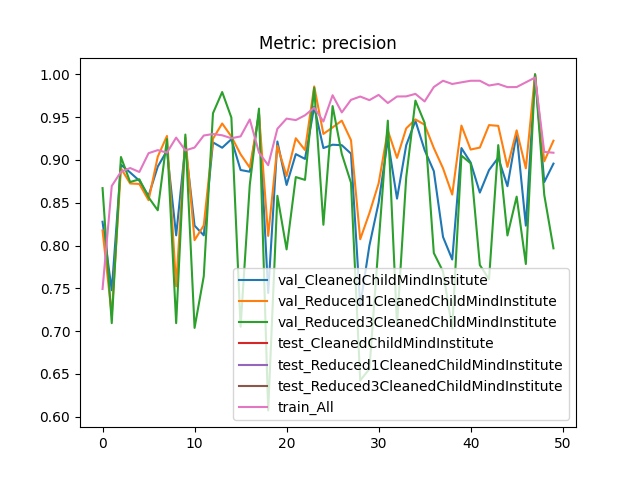 Metric: precision
1.00
0.95
0.90
0.85
0.80
0.75
0.70
0.65
0.60
val_CleanedChildMindInstitute
val_Reduced1CleanedChildMindInstitute
val_Reduced3CleanedChildMindInstitute
test_CleanedChildMindInstitute
test_Reduced1CleanedChildMindInstitute
test_Reduced3CleanedChildMindInstitute
train_All
0 10 20 30 40 50